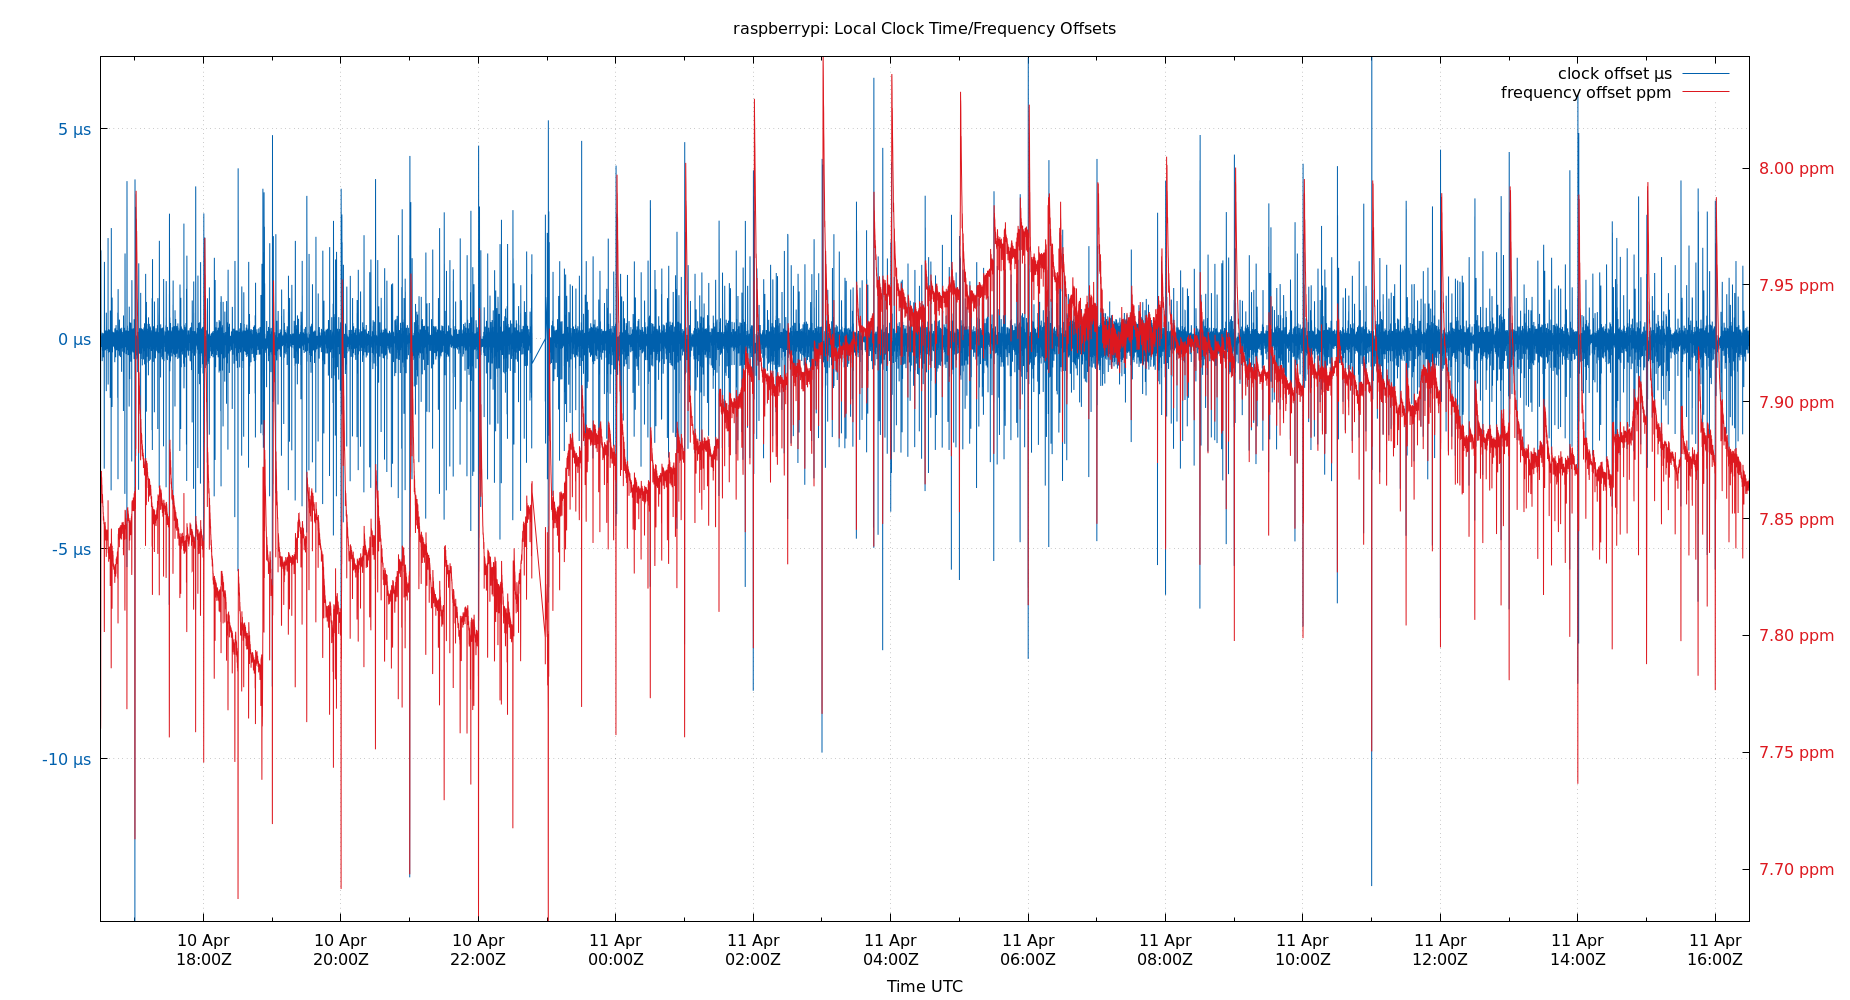 raspberrypi: Local Clock Time/Frequency Offsets
clock offset µs
frequency offset ppm
5 µs
0 µs
-5 µs
-10 µs
8.00 ppm
7.95 ppm
7.90 ppm
7.85 ppm
7.80 ppm
7.75 ppm
7.70 ppm
10 Apr 10 Apr 10 Apr 11 Apr 11 Apr 11 Apr 11 Apr 11 Apr 11 Apr 11 Apr 11 Apr 11 Apr
18:00Z 20:00Z 22:00Z 00:00Z 02:00Z 04:00Z 06:00Z 08:00Z 10:00Z 12:00Z 14:00Z 16:00Z
Time UTC